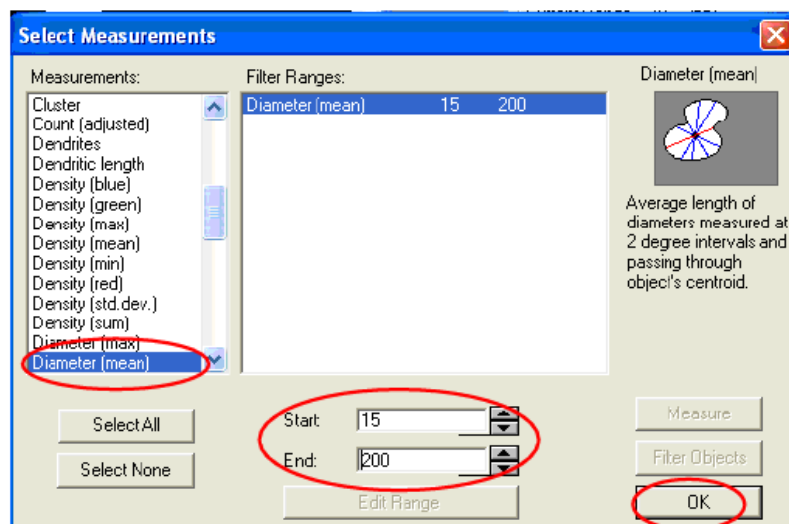 Select Measurements
Measurements:
Cluster
Count (adjusted)
Dendrites
Dendritic length
Density (blue)
Density (green)
Density (max)
Density (mean)
Density (min)
Density (red)
Density (std.dev.)
Density (sum)
Diameter (max)
Diameter (mean)
Select All
Select None
Filter Ranges:
Diameter (mean) 15 200
Start: 15
End: 200
Edit Range
Diameter (mean)
Average length of
diameters measured at
2 degree intervals and
passing through
object's centroid.
Measure
Filter Objects
OK